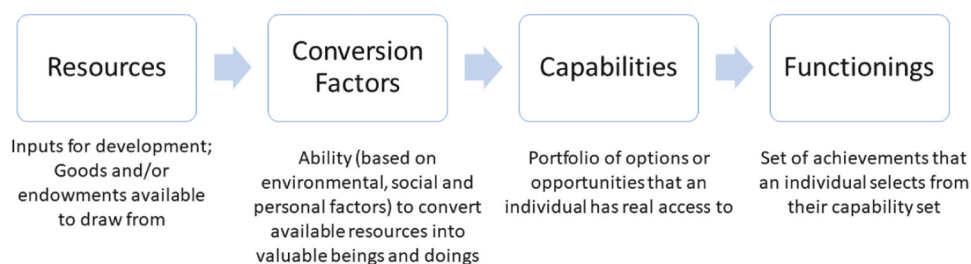 Resources
Conversion
Factors
Capabilities
Functionings
Inputs for development;
Goods and/or
endowments available
to draw from
Ability (based on
environmental, social and
personal factors) to convert
available resources into
valuable beings and doings
Portfolio of options or
opportunities that an
individual has real access to
Set of achievements that
an individual selects from
their capability set